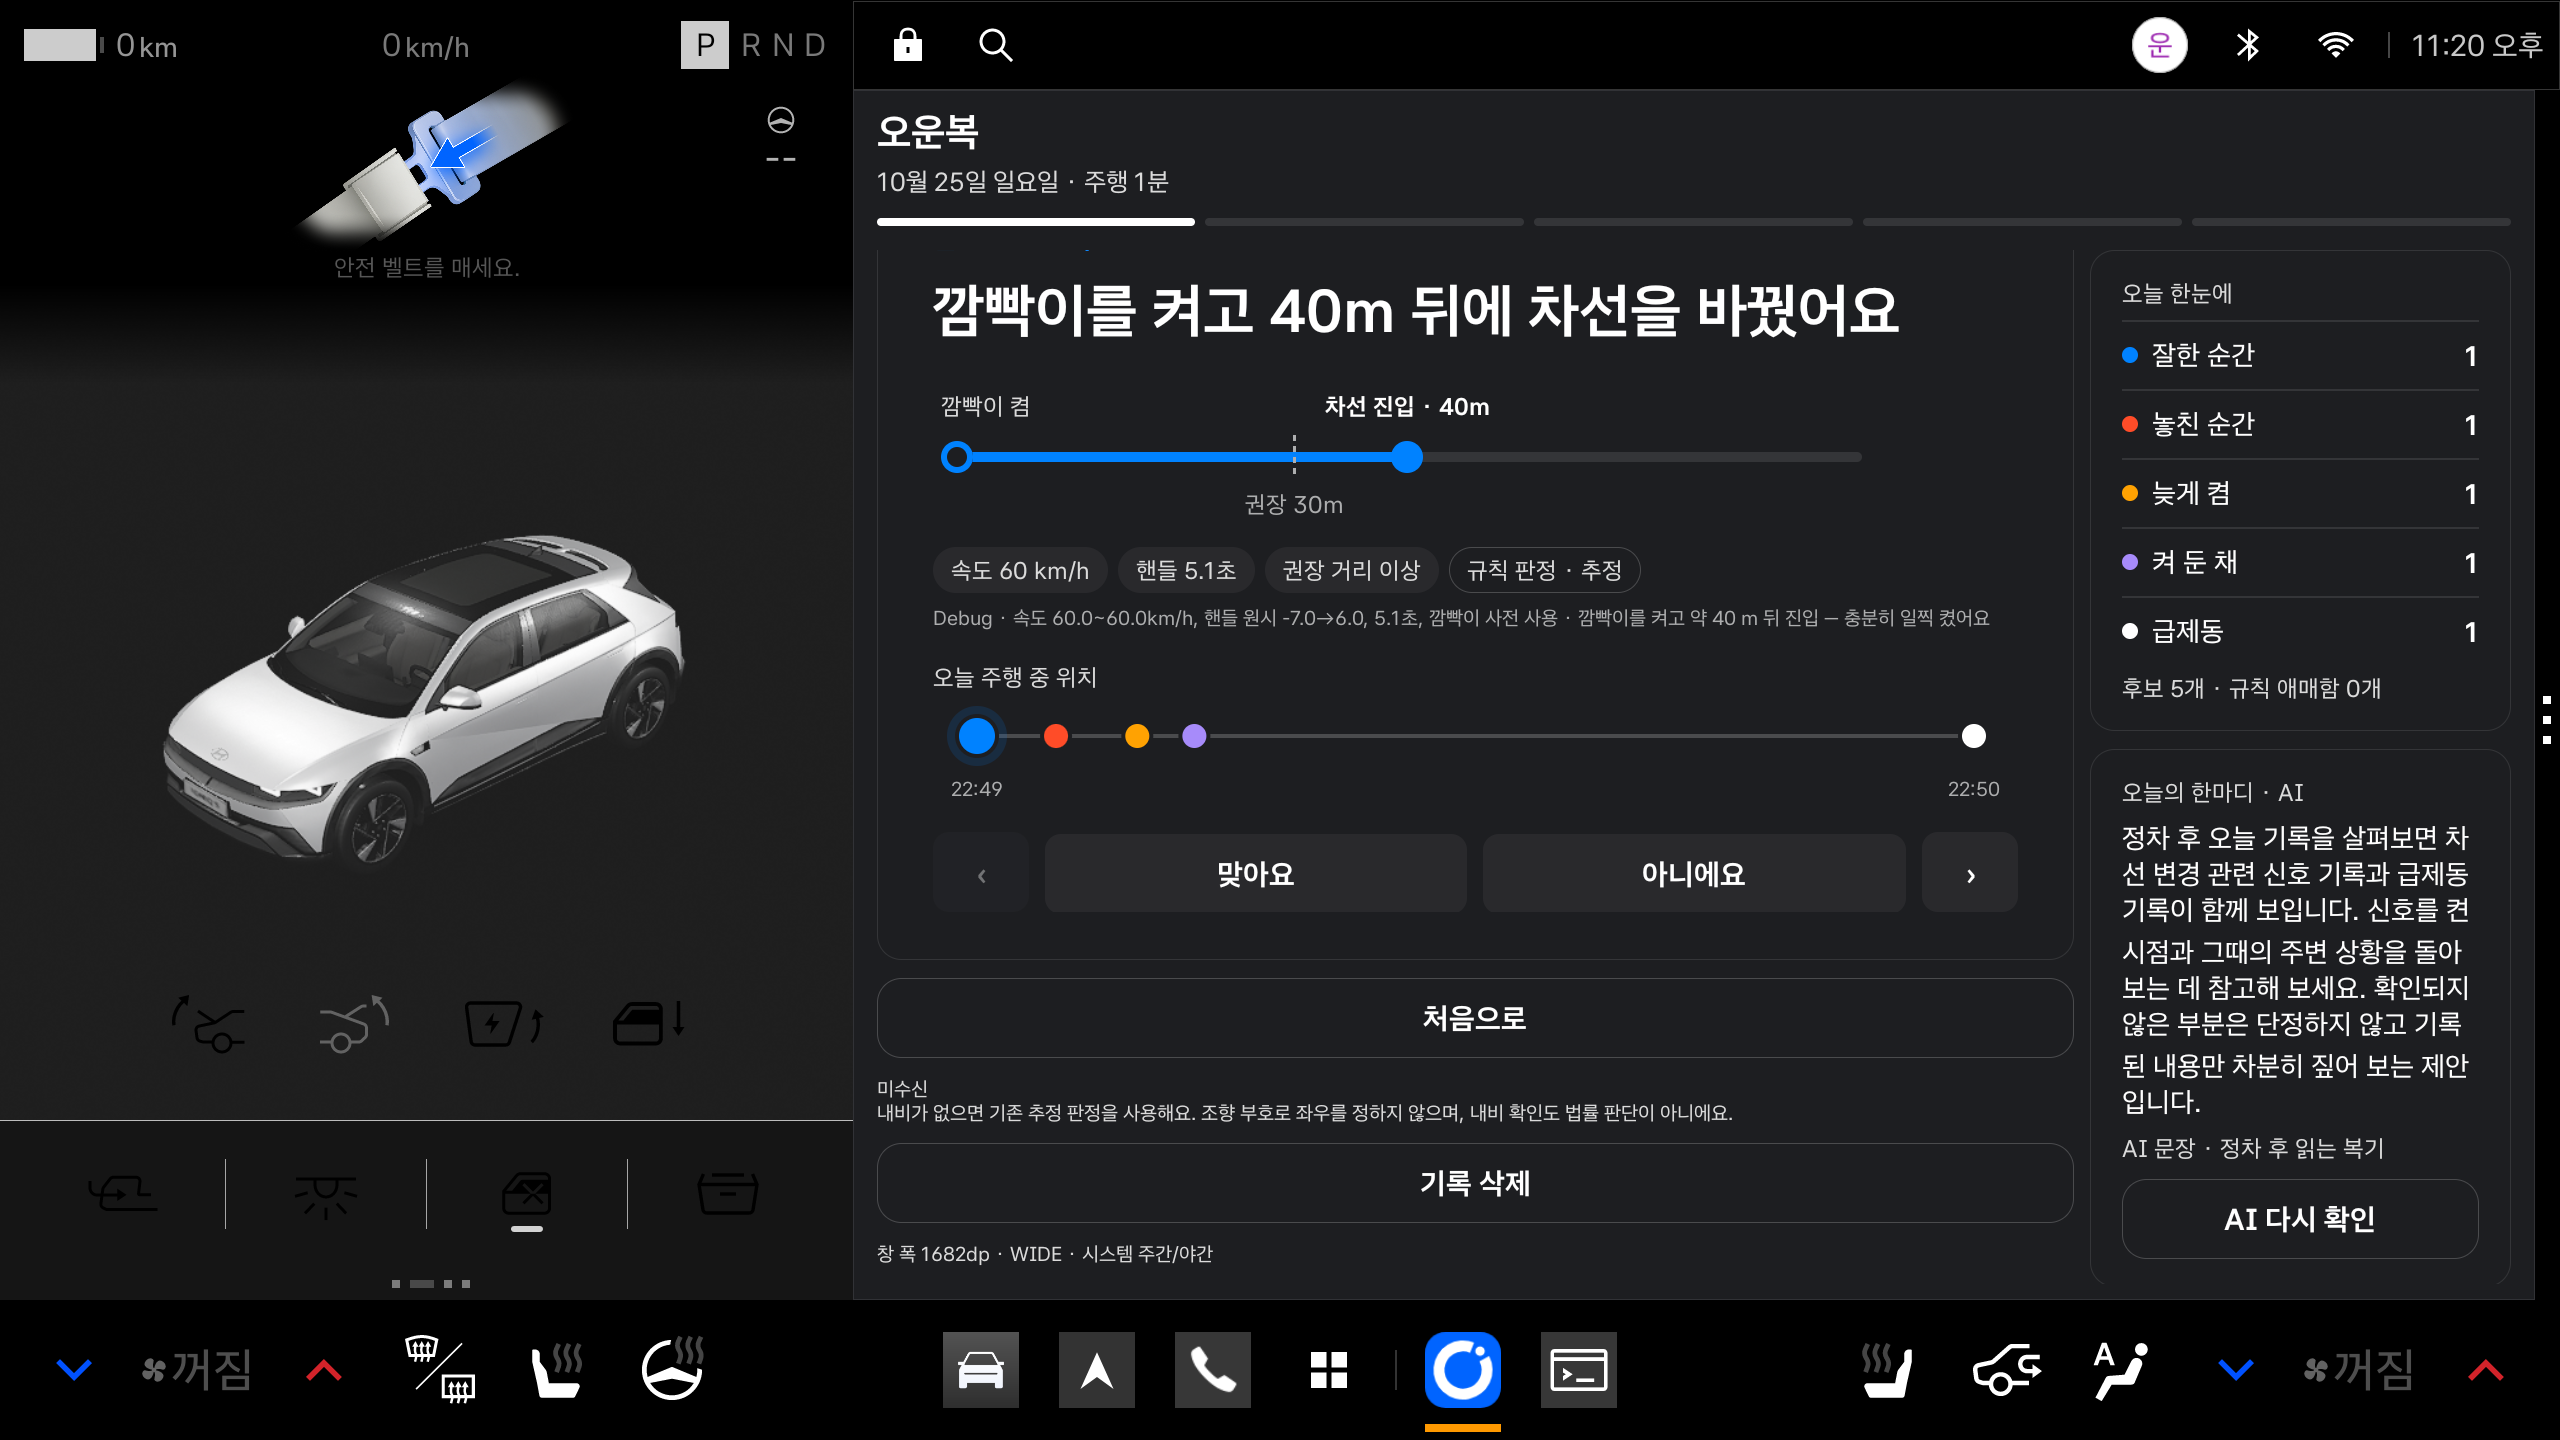 0 km
0 km/h
P R N D
--
안전 벨트를 매세요.
운
11:20 오후
오운복
10월 25일 일요일 · 주행 1분
깜빡이를 켜고 40m 뒤에 차선을 바꿨어요
깜빡이 켬
차선 진입 · 40m
권장 30m
속도 60 km/h
핸들 5.1초
권장 거리 이상
규칙 판정 · 추정
Debug · 속도 60.0~60.0km/h, 핸들 원시 -7.0→6.0, 5.1초, 깜빡이 사전 사용 · 깜빡이를 켜고 약 40 m 뒤 진입 — 충분히 일찍 켰어요
오늘 주행 중 위치
22:49
22:50
‹
맞아요
아니에요
›
처음으로
미수신
내비가 없으면 기존 추정 판정을 사용해요. 조향 부호로 좌우를 정하지 않으며, 내비 확인도 법률 판단이 아니에요.
기록 삭제
창 폭 1682dp · WIDE · 시스템 주간/야간
오늘 한눈에
잘한 순간 1
놓친 순간 1
늦게 켬 1
켜 둔 채 1
급제동 1
후보 5개 · 규칙 애매함 0개
오늘의 한마디 · AI
정차 후 오늘 기록을 살펴보면 차
선 변경 관련 신호 기록과 급제동
기록이 함께 보입니다. 신호를 켠
시점과 그때의 주변 상황을 돌아
보는 데 참고해 보세요. 확인되지
않은 부분은 단정하지 않고 기록
된 내용만 차분히 짚어 보는 제안
입니다.
AI 문장 · 정차 후 읽는 복기
AI 다시 확인
꺼짐
A
꺼짐